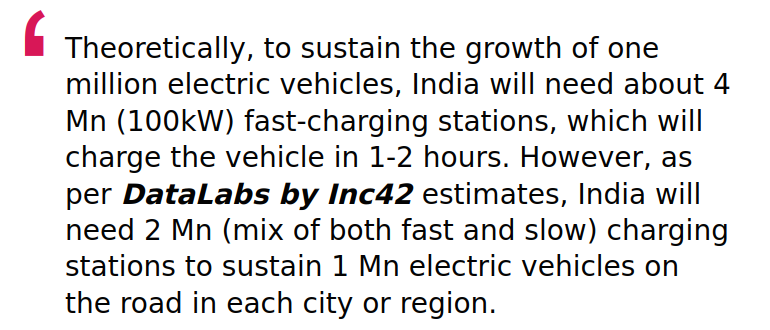 ‘
Theoretically, to sustain the growth of one
million electric vehicles, India will need about 4
Mn (100kW) fast-charging stations, which will
charge the vehicle in 1-2 hours. However, as
per DataLabs by Inc42 estimates, India will
need 2 Mn (mix of both fast and slow) charging
stations to sustain 1 Mn electric vehicles on
the road in each city or region.